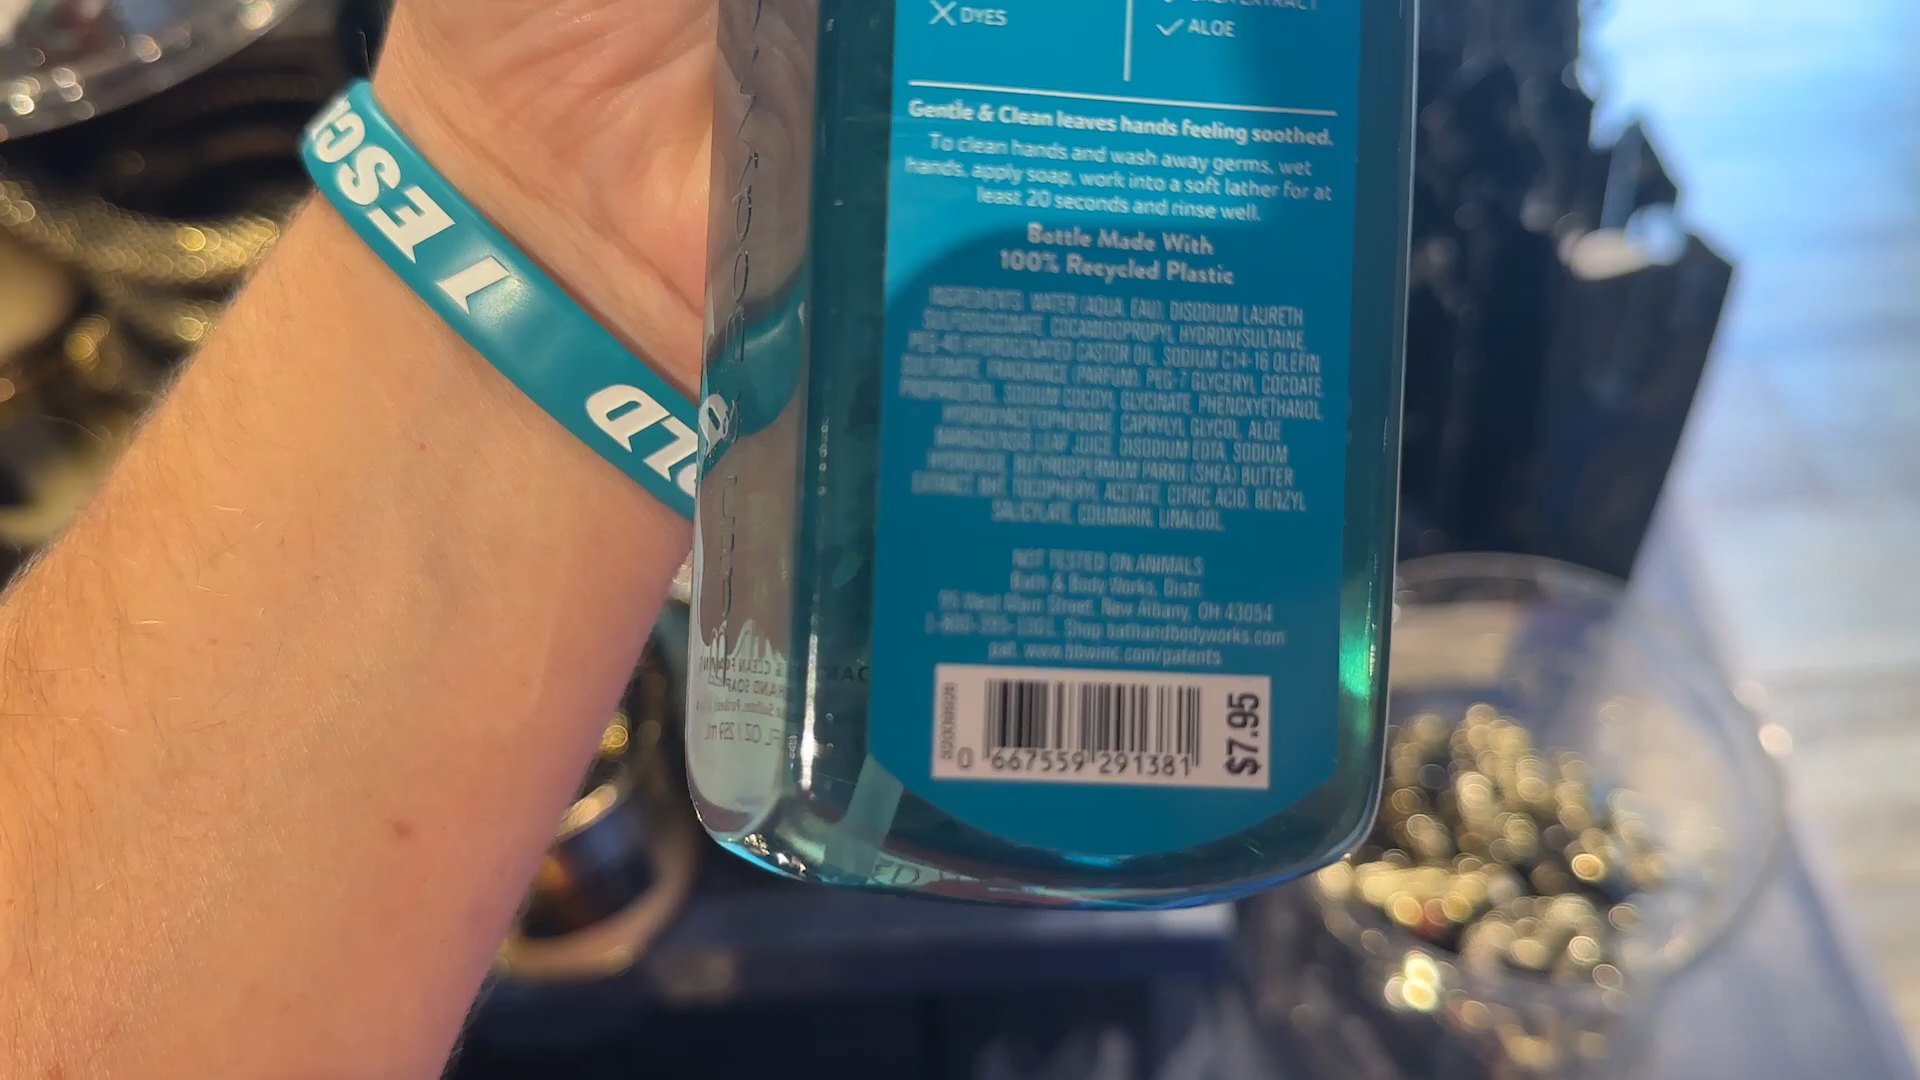 DYES
ALOE
Gentle & Clean leaves hands feeling soothed.
To clean hands and wash away germs, wet
hands, apply soap, work into a soft lather for at
least 20 seconds and rinse well.
Bottle Made With
100% Recycled Plastic
INGREDIENTS: WATER (AQUA, EAU), DISODIUM LAURETH
SULFOSUCCINATE, COCAMIDOPROPYL HYDROXYSULTAINE,
PEG-40 HYDROGENATED CASTOR OIL, SODIUM C14-16 OLEFIN
SULFONATE, FRAGRANCE (PARFUM), PEG-7 GLYCERYL COCOATE,
PROPANEDIOL, SODIUM COCOYL GLYCINATE, PHENOXYETHANOL,
HYDROXYACETOPHENONE, CAPRYLYL GLYCOL, ALOE
BARBADENSIS LEAF JUICE, DISODIUM EDTA, SODIUM
BUTYROSPERMUM PARKII (SHEA) BUTTER
EXTRACT, BHT, TOCOPHERYL ACETATE, CITRIC ACID, BENZYL
SALICYLATE, COUMARIN, LINALOOL.
NOT TESTED ON ANIMALS
Bath & Body Works, Distr.
95 West Main Street, New Albany, OH 43054
Shop bathandbodyworks.com
pat. www.bbwinc.com/patents
0 667559 291381
$7.95
I ESC
OLD